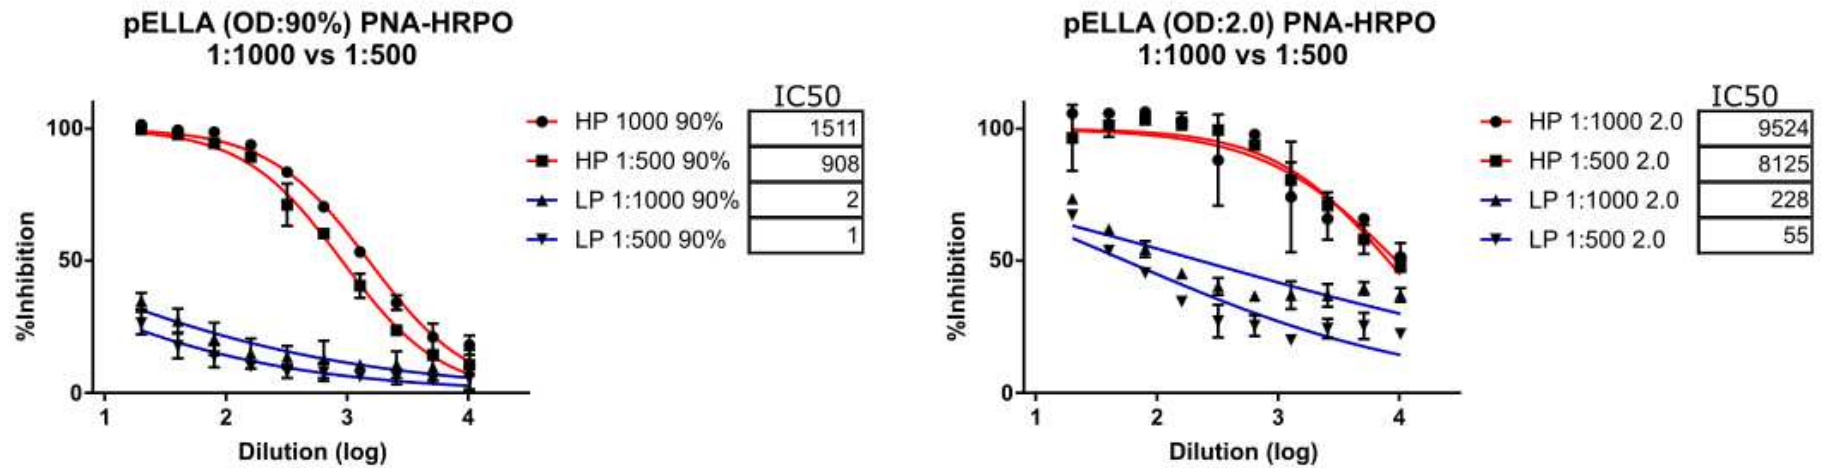 pELLA (OD:90%) PNA-HRPO
1:1000 vs 1:500
%Inhibition
100
50
0
1
2
3
4
Dilution (log)
IC50
HP 1000 90% 1511
HP 1:500 90% 908
LP 1:1000 90% 2
LP 1:500 90% 1
pELLA (OD:2.0) PNA-HRPO
1:1000 vs 1:500
%Inhibition
100
50
0
1
2
3
4
Dilution (log)
IC50
HP 1:1000 2.0 9524
HP 1:500 2.0 8125
LP 1:1000 2.0 228
LP 1:500 2.0 55